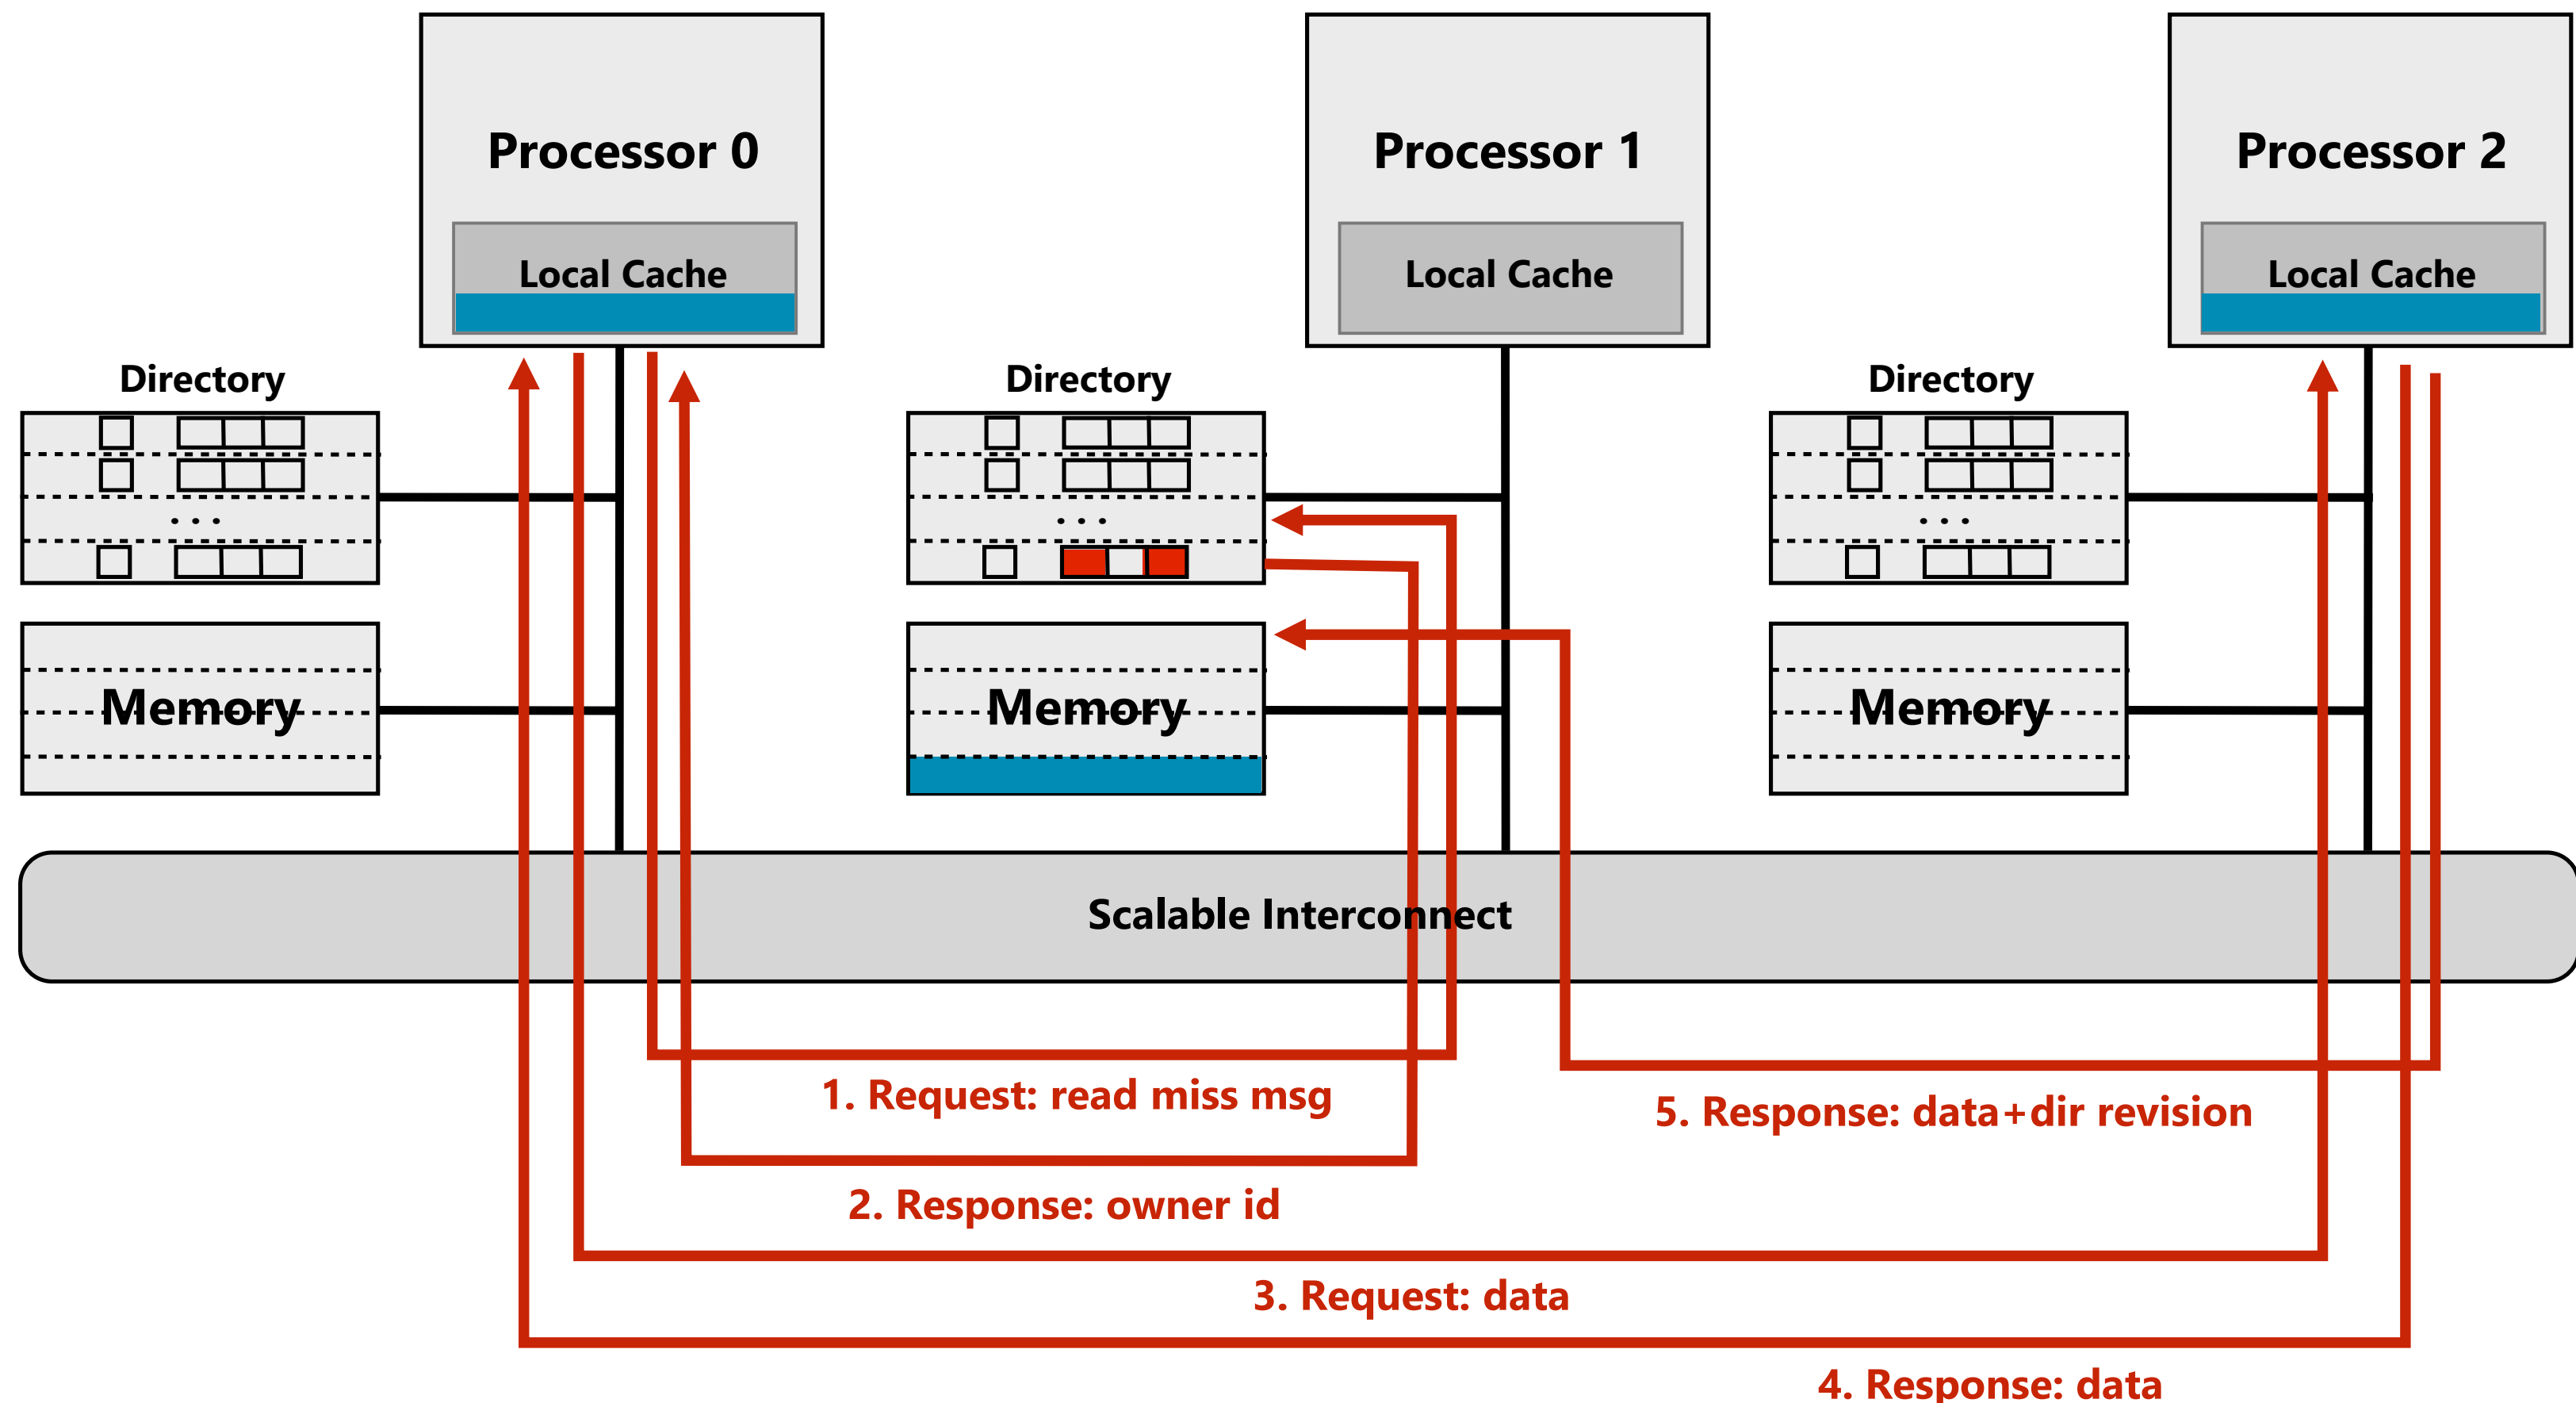 Processor 0
Processor 1
Processor 2
Local Cache
Local Cache
Local Cache
Directory
Directory
Directory
. . .
. . .
. . .
Memory
Memory
Memory
Scalable Interconnect
1. Request: read miss msg
5. Response: data+dir revision
2. Response: owner id
3. Request: data
4. Response: data